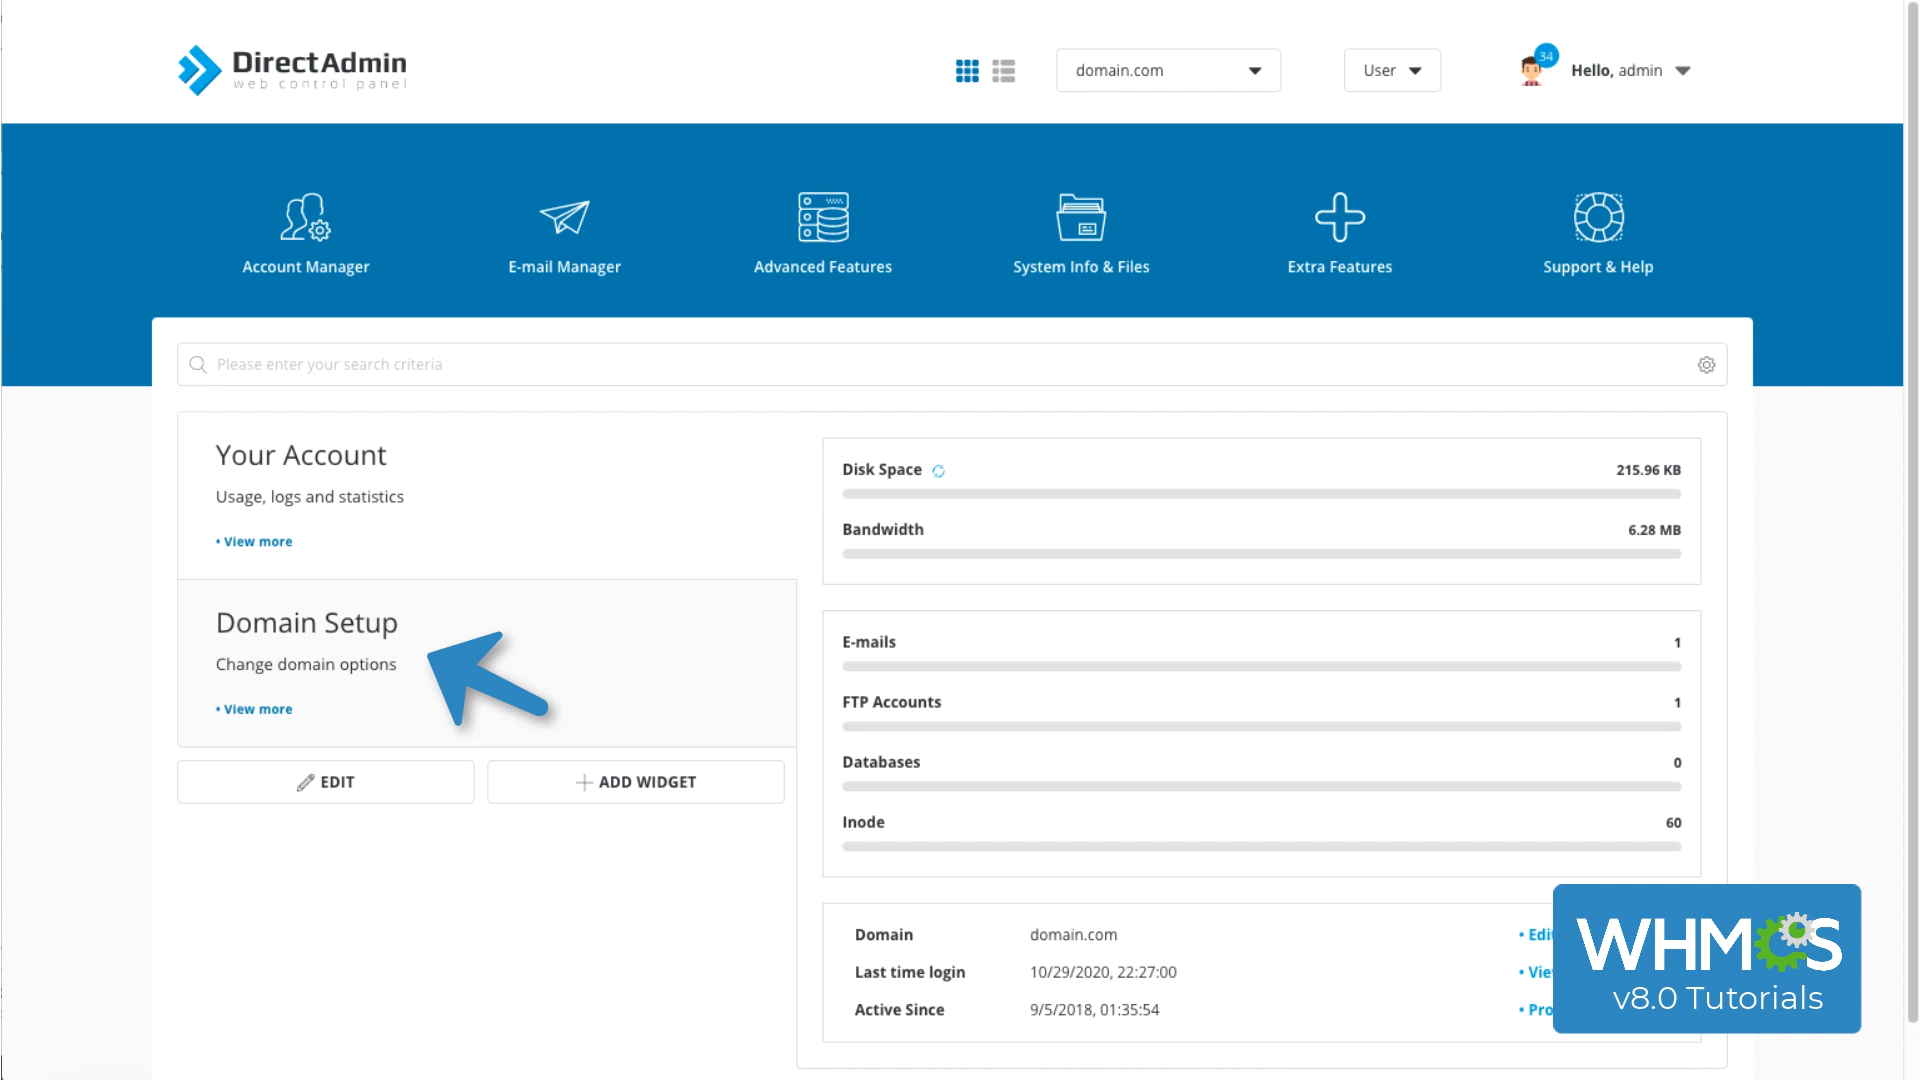 DirectAdmin
web control panel
domain.com
User
34
Hello, admin
Account Manager
E-mail Manager
Advanced Features
System Info & Files
Extra Features
Support & Help
Please enter your search criteria
Your Account
Usage, logs and statistics
• View more
Domain Setup
Change domain options
• View more
EDIT
ADD WIDGET
Disk Space 215.96 KB
Bandwidth 6.28 MB
E-mails 1
FTP Accounts 1
Databases 0
Inode 60
Domain domain.com • Edi
Last time login 10/29/2020, 22:27:00 • Vie
Active Since 9/5/2018, 01:35:54 • Pro
WHMCS
v8.0 Tutorials